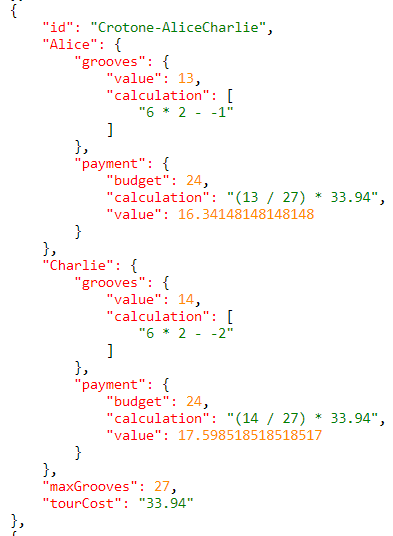 {
"id": "Crotone-AliceCharlie",
"Alice": {
"grooves": {
"value": 13,
"calculation": [
"6 * 2 - -1"
]
},
"payment": {
"budget": 24,
"calculation": "(13 / 27) * 33.94",
"value": 16.34148148148148
}
},
"Charlie": {
"grooves": {
"value": 14,
"calculation": [
"6 * 2 - -2"
]
},
"payment": {
"budget": 24,
"calculation": "(14 / 27) * 33.94",
"value": 17.598518518518517
}
},
"maxGrooves": 27,
"tourCost": "33.94"
},